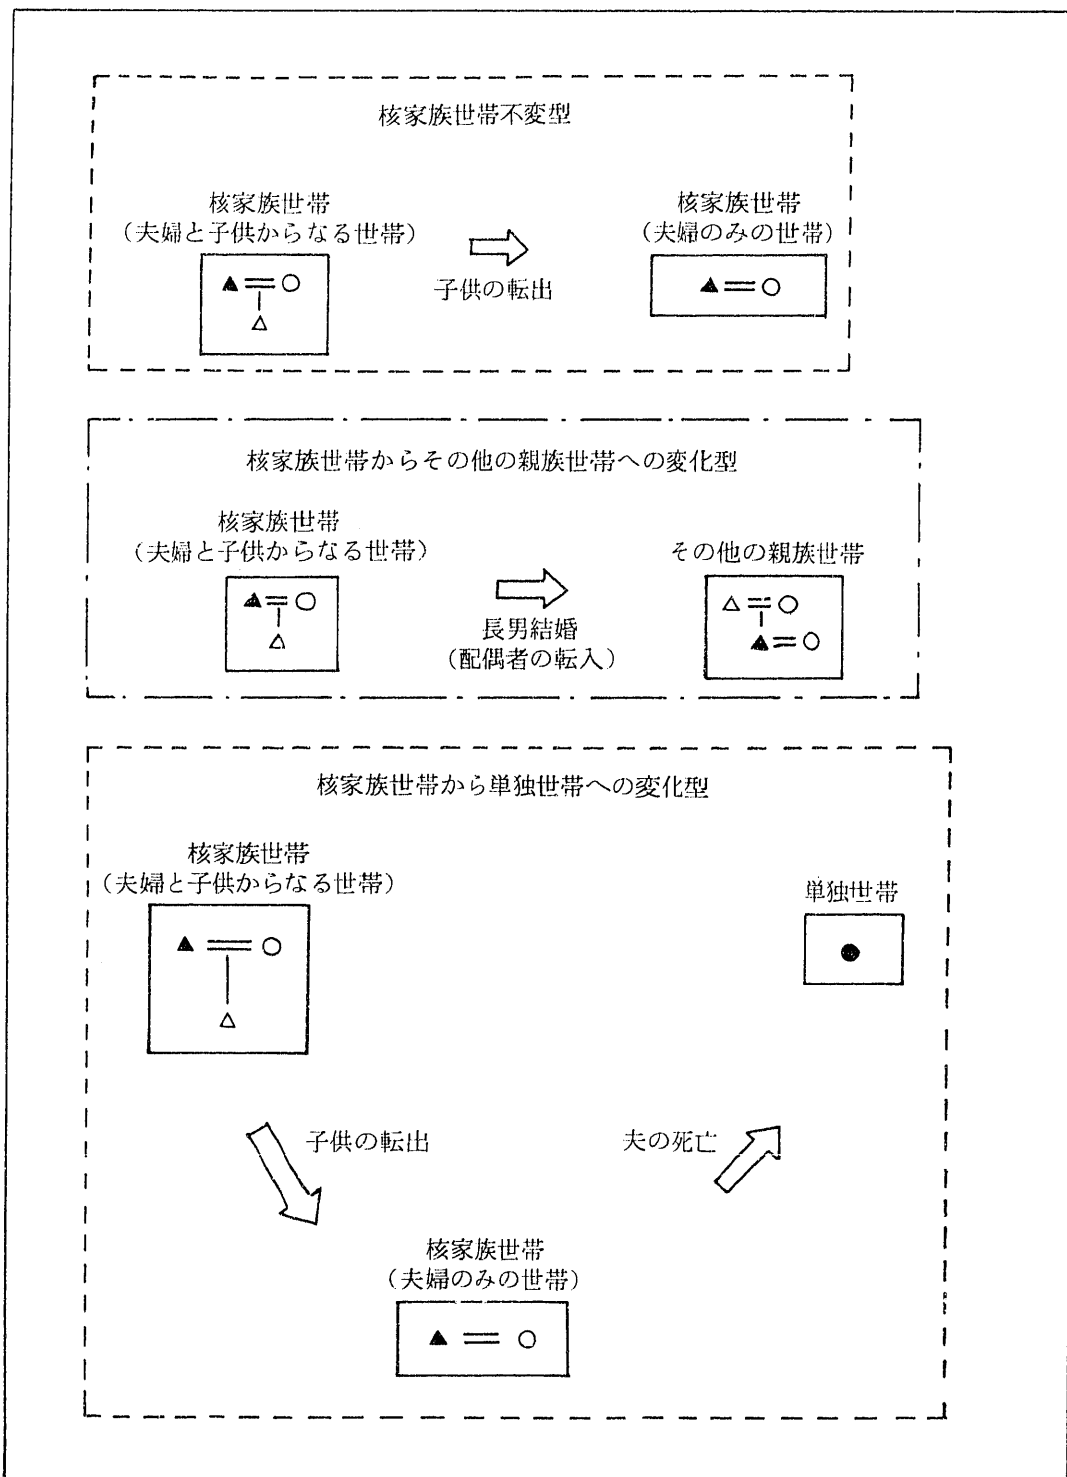 核家族世帯不変型
核家族世帯
(夫婦と子供からなる世帯)
子供の転出
核家族世帯
(夫婦のみの世帯)
核家族世帯からその他の親族世帯への変化型
核家族世帯
(夫婦と子供からなる世帯)
長男結婚
(配偶者の転入)
その他の親族世帯
核家族世帯から単独世帯への変化型
核家族世帯
(夫婦と子供からなる世帯)
単独世帯
子供の転出
夫の死亡
核家族世帯
(夫婦のみの世帯)